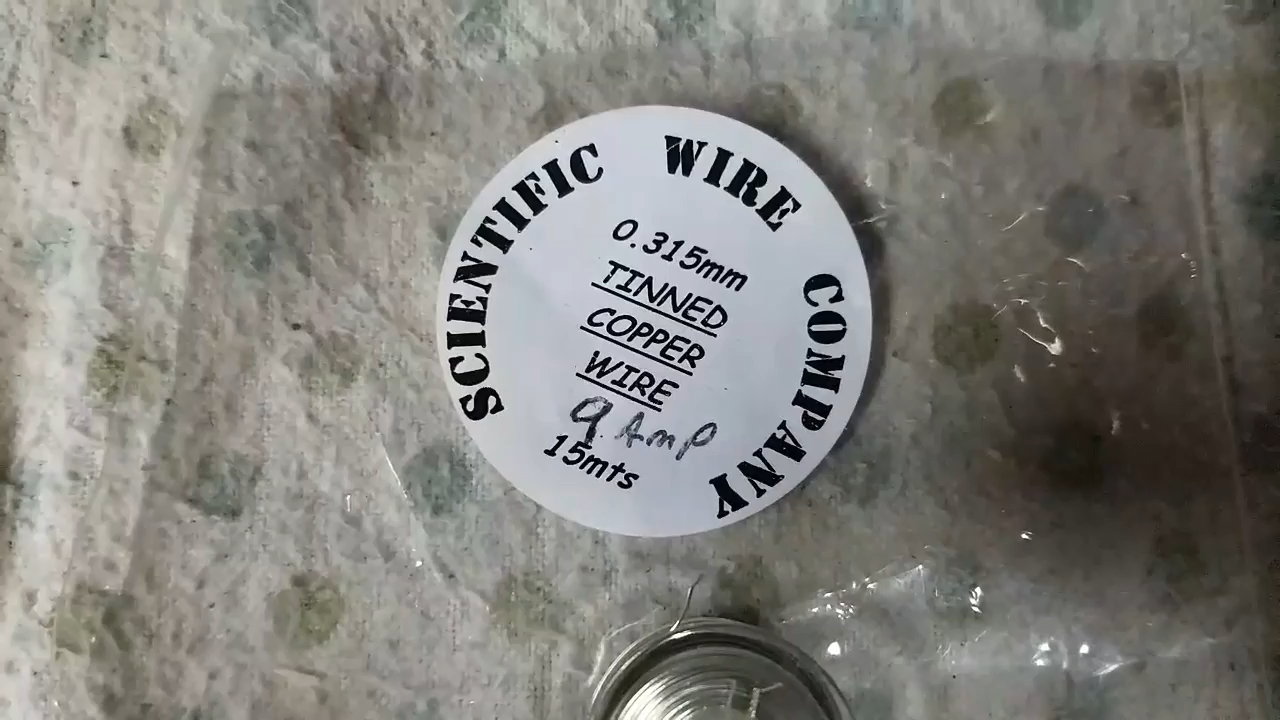 SCIENTIFIC WIRE COMPANY
0.315mm
TINNED
COPPER
WIRE
9 Amp
15mts